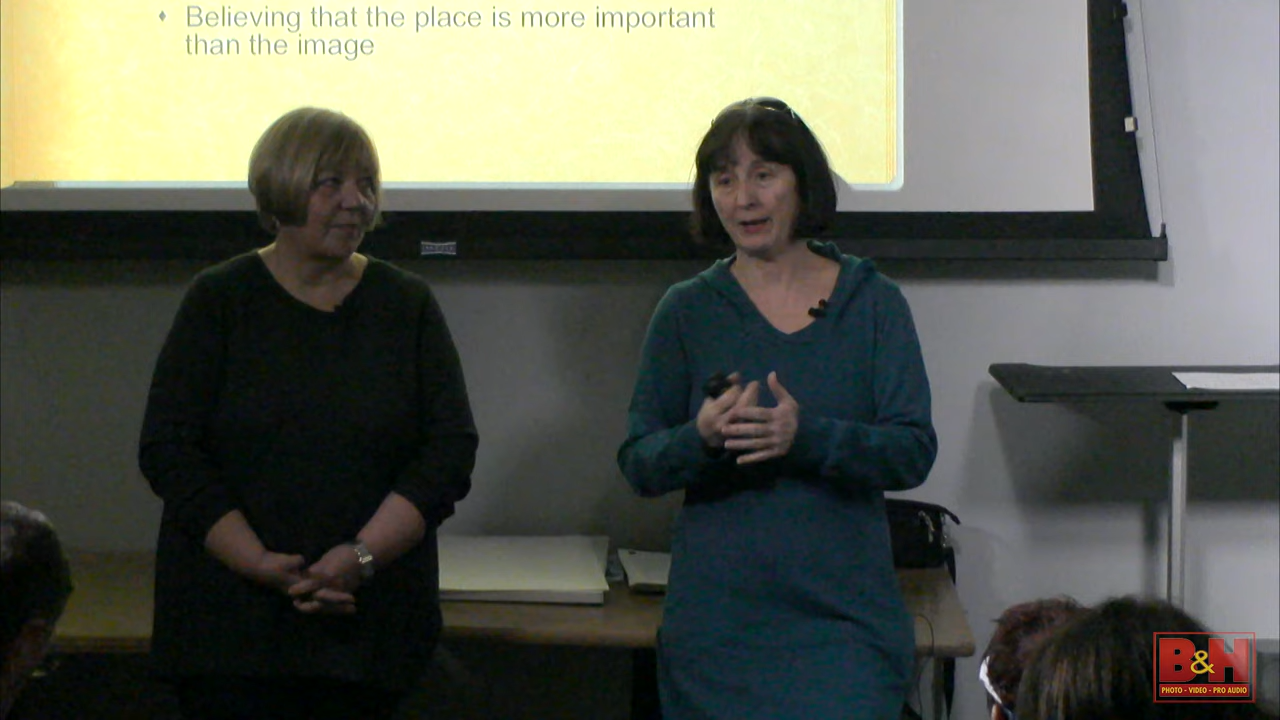 ♦ Believing that the place is more important
than the image
B&H
PHOTO - VIDEO - PRO AUDIO